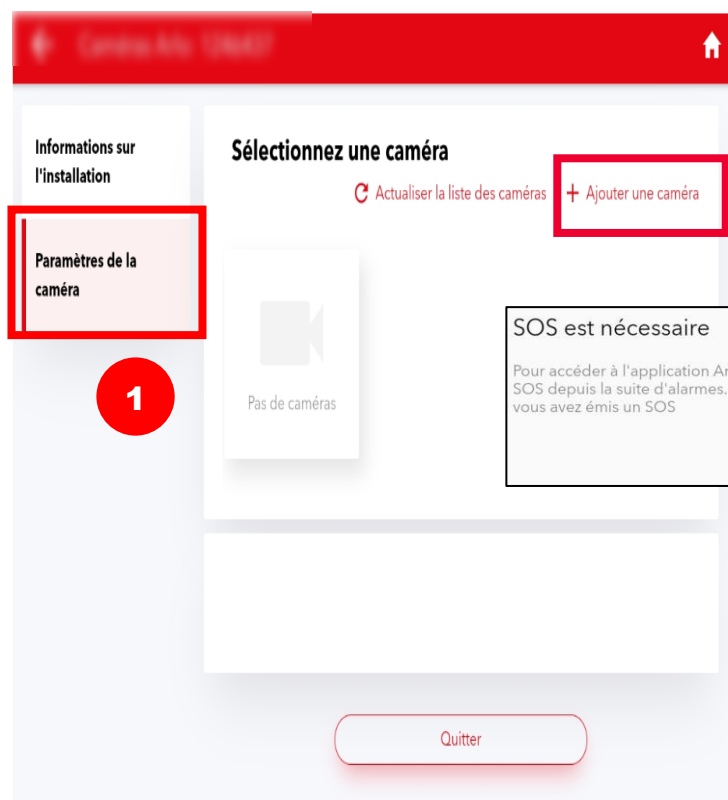 Informations sur
l'installation
Paramètres de la
caméra
1
Sélectionnez une caméra
Actualiser la liste des caméras
+ Ajouter une caméra
Pas de caméras
SOS est nécessaire
Pour accéder à l'application
SOS depuis la suite d'alarmes.
vous avez émis un SOS
Quitter